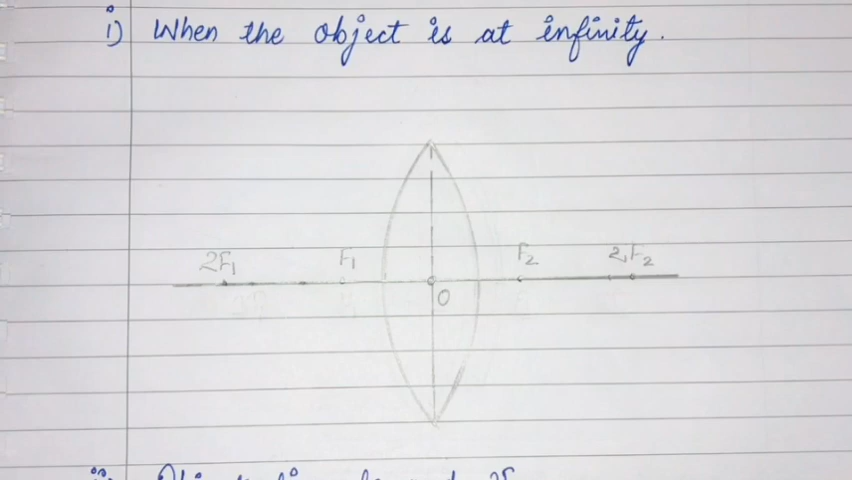 i) When the object is at infinity.
2F₁ F₁ F₂ 2F₂
O